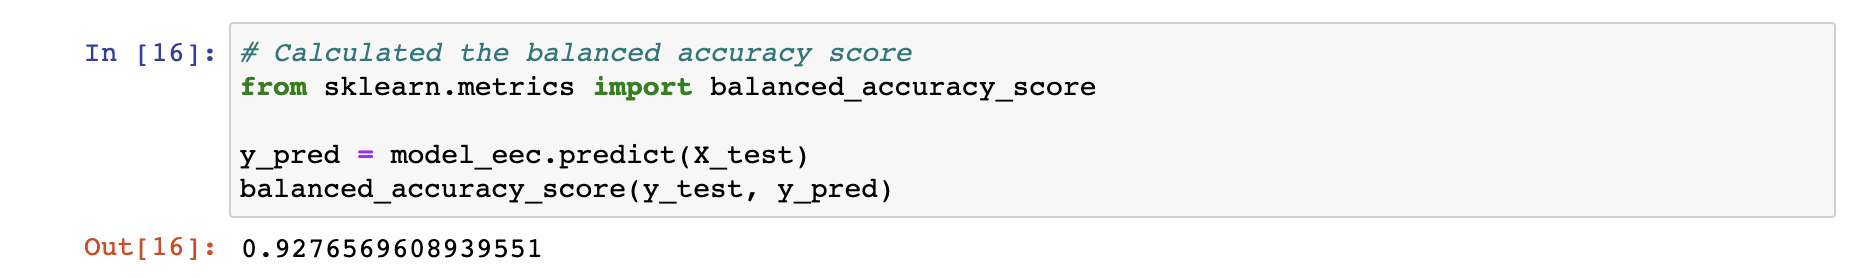 In [16]: # Calculated the balanced accuracy score
from sklearn.metrics import balanced_accuracy_score
y_pred = model_eec.predict(X_test)
balanced_accuracy_score(y_test, y_pred)
Out[16]: 0.9276569608939551